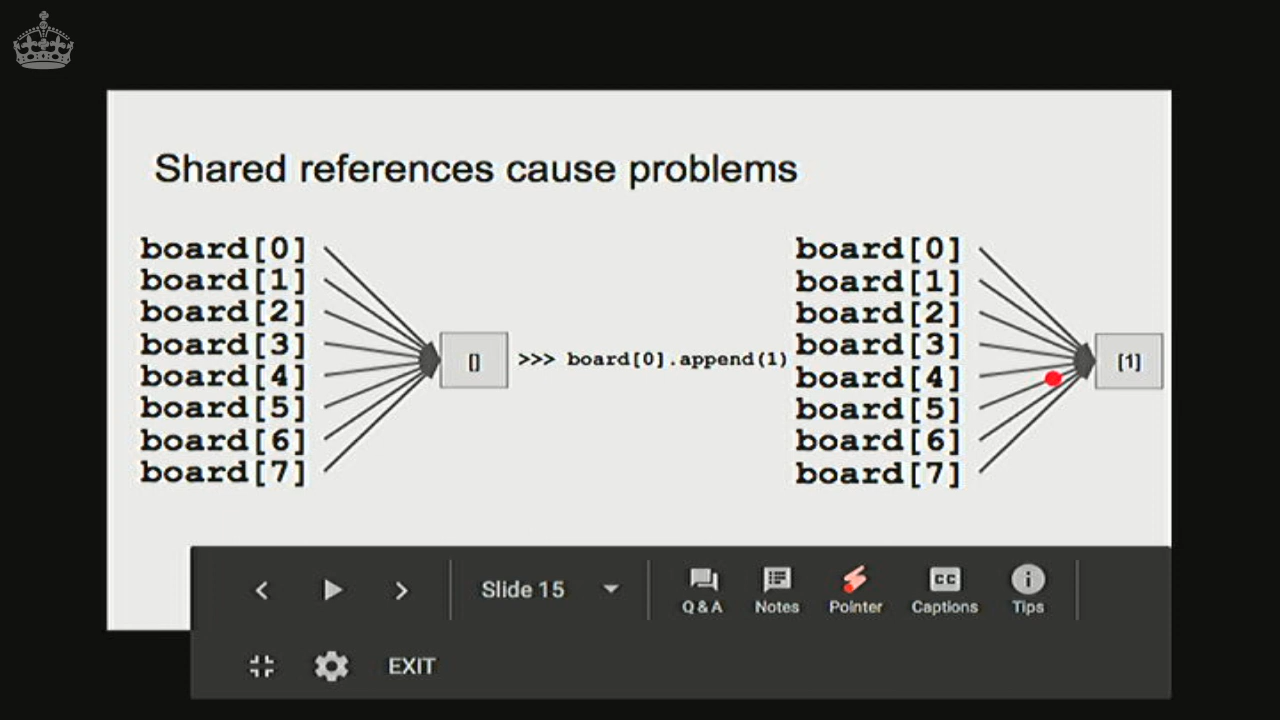 Shared references cause problems
board[0]
board[1]
board[2]
board[3]
board[4]
board[5]
board[6]
board[7]
[]
>>> board[0].append(1)
board[0]
board[1]
board[2]
board[3]
board[4]
board[5]
board[6]
board[7]
[1]
Slide 15
Q & A
Notes
Pointer
CC
Captions
Tips
EXIT